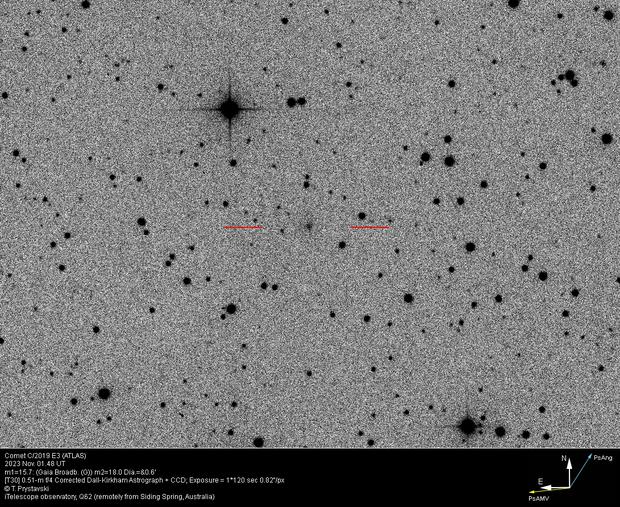 Comet C/2019 E3 (ATLAS)
2023 Nov. 01.48 UT
m1=15.7: (Gaia Broadb. (G)) m2=18.0 Dia.=&0.6'
[T30] 0.51-m f/4 Corrected Dall-Kirkham Astrograph + CCD; Exposure = 1*120 sec 0.82"/px
© T. Prystavski
iTelescope observatory, Q62 (remotely from Siding Spring, Australia)
N
PsAng
E
PsAMV